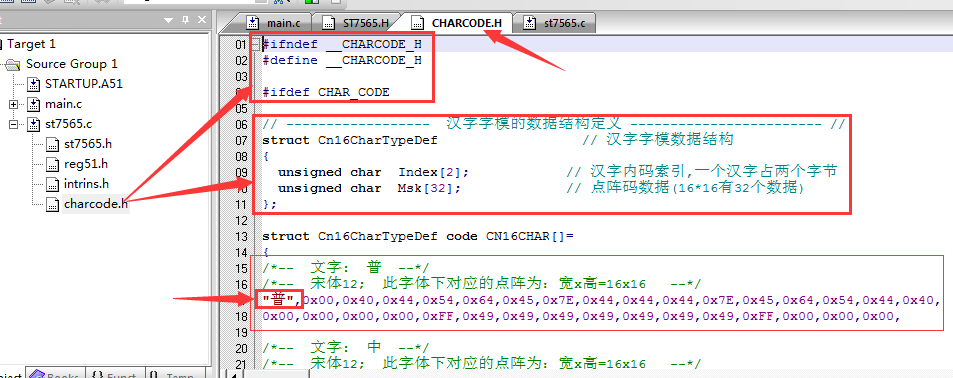 main.c ST7565.H CHARCODE.H st7565.c
Target 1
Source Group 1
STARTUP.A51
main.c
st7565.c
st7565.h
reg51.h
intrins.h
charcode.h
01 #ifndef __CHARCODE_H
02 #define __CHARCODE_H
03
04 #ifdef CHAR_CODE
05
06 // ------------------ 汉字字模的数据结构定义 ------------------------ //
07 struct Cn16CharTypeDef // 汉字字模数据结构
08 {
09 unsigned char Index[2]; // 汉字内码索引,一个汉字占两个字节
10 unsigned char Msk[32]; // 点阵码数据(16*16有32个数据)
11 };
12
13 struct Cn16CharTypeDef code CN16CHAR[]=
14 {
15 /*-- 文字: 普 --*/
16 /*-- 宋体12; 此字体下对应的点阵为：宽x高=16x16 --*/
17 "普",0x00,0x40,0x44,0x54,0x64,0x45,0x7E,0x44,0x44,0x44,0x7E,0x45,0x64,0x54,0x44,0x40,
18 0x00,0x00,0x00,0x00,0xFF,0x49,0x49,0x49,0x49,0x49,0x49,0xFF,0x00,0x00,0x00,
19
20 /*-- 文字: 中 --*/
21 /*-- 宋体12; 此字体下对应的点阵为：宽x高=16x16 --*/
Books
Funct
Temp